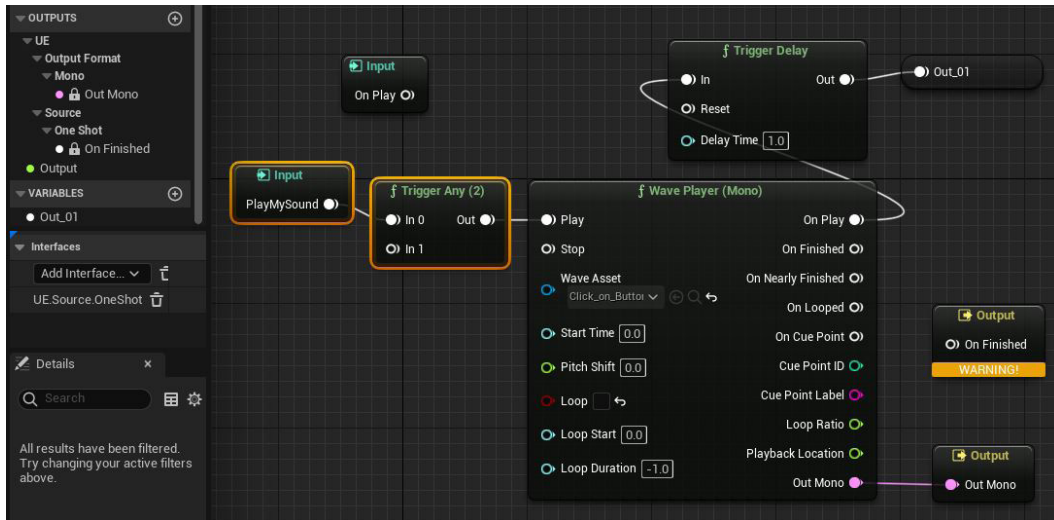 OUTPUTS
UE
Output Format
Mono
Out Mono
Source
One Shot
On Finished
Output
VARIABLES
Out_01
Interfaces
Add Interface...
UE.Source.OneShot
Details
Search
All results have been filtered.
Try changing your active filters
above.
Input
On Play
Input
PlayMySound
ƒ Trigger Any (2)
In 0 Out
In 1
ƒ Trigger Delay
In Out
Reset
Delay Time 1.0
Out_01
ƒ Wave Player (Mono)
Play On Play
Stop On Finished
Wave Asset On Nearly Finished
Click_on_Buttor
On Looped
Start Time 0.0 On Cue Point
Pitch Shift 0.0 Cue Point ID
Loop Cue Point Label
Loop Start 0.0 Loop Ratio
Playback Location
Loop Duration -1.0
Out Mono
Output
On Finished
WARNING!
Output
Out Mono